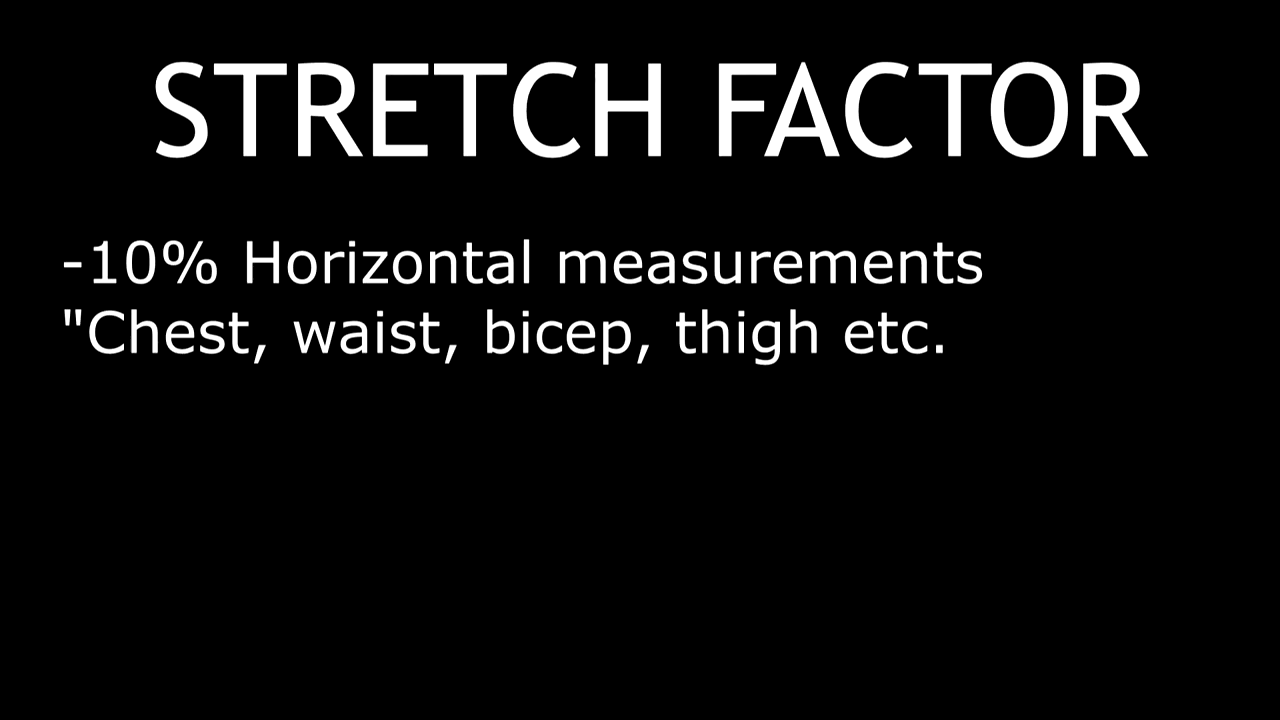 STRETCH FACTOR
-10% Horizontal measurements
"Chest, waist, bicep, thigh etc.